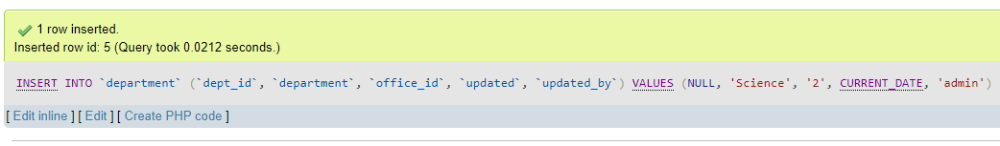 1 row inserted.
Inserted row id: 5 (Query took 0.0212 seconds.)
INSERT INTO `department` (`dept_id`, `department`, `office_id`, `updated`, `updated_by`) VALUES (NULL, 'Science', '2', CURRENT_DATE, 'admin')
[ Edit inline ] [ Edit ] [ Create PHP code ]